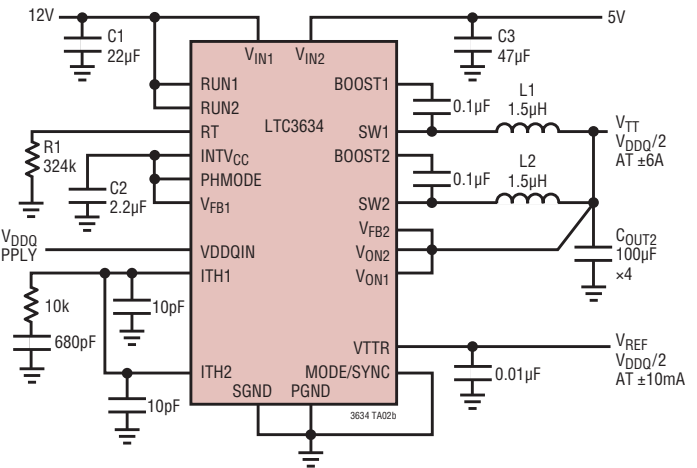 12V
5V
C1
22µF
C3
47µF
VIN1
VIN2
RUN1
RUN2
BOOST1
LTC3634
0.1µF
L1
1.5µH
RT
SW1
VTT
VDDQ/2
AT ±6A
R1
324k
INTVCC
BOOST2
PHMODE
C2
2.2µF
0.1µF
L2
1.5µH
VFB1
SW2
VFB2
VDDQ
PPLY
VDDQIN
VON2
VON1
COUT2
100µF
×4
ITH1
10k
10pF
680pF
VTTR
VREF
VDDQ/2
AT ±10mA
ITH2
MODE/SYNC
0.01µF
10pF
SGND
PGND
3634 TA02b